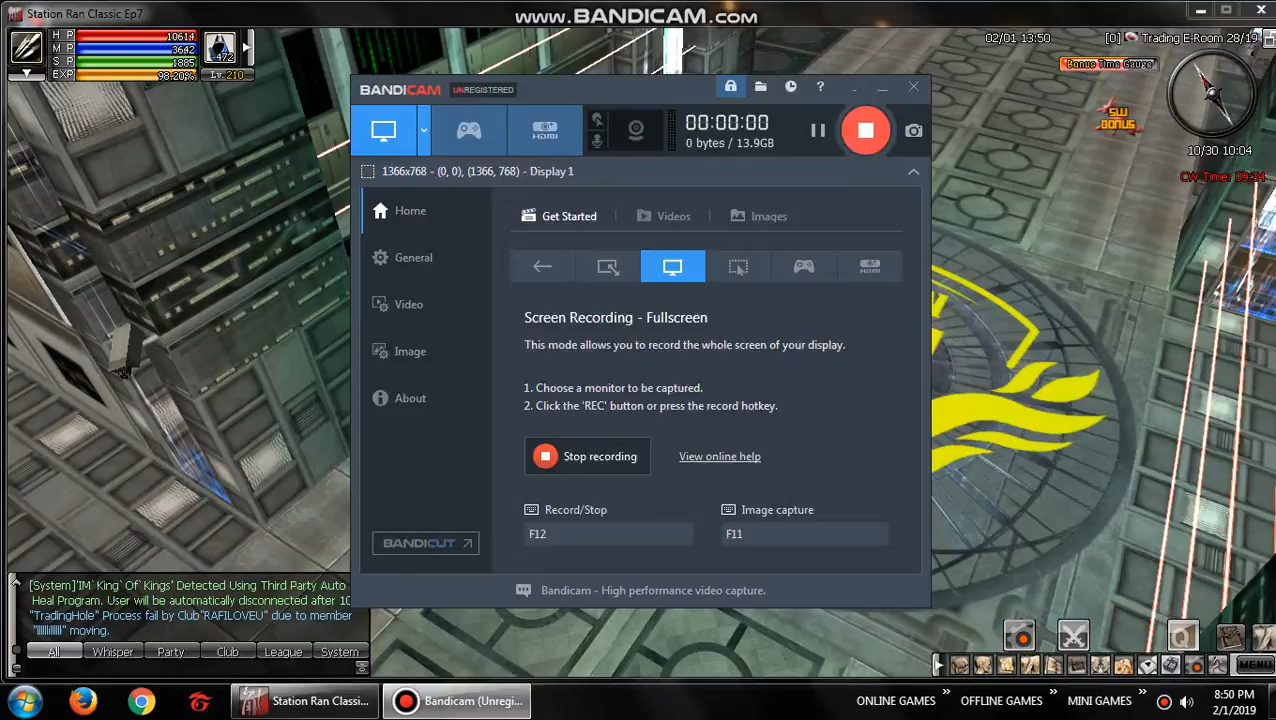 Station Ran Classic Ep7
www.BANDICAM.com
H P 10614
M P 3642
S P 1885
EXP 98.20%
472
Lv.210
02/01 13:50 [0] Trading E.Room 28/19
Bonus Time Gauge
SW BONUS
10/30 10:04
CW Time:
BANDICAM UNREGISTERED
HDMI
00:00:00
0 bytes / 13.9GB
1366x768 - (0, 0), (1366, 768) - Display 1
Home
General
Video
Image
About
BANDICUT
Get Started
Videos
Images
HDMI
Screen Recording - Fullscreen
This mode allows you to record the whole screen of your display.
1. Choose a monitor to be captured.
2. Click the 'REC' button or press the record hotkey.
Stop recording
View online help
Record/Stop
Image capture
F12
F11
Bandicam - High performance video capture.
[System]'IM`King` Of`Kings' Detected Using Third Party Auto
Heal Program. User will be automatically disconnected after 10
"TradingHole" Process fail by Club"RAFILOVEU" due to member
moving.
All Whisper Party Club League System
Q
MENU
Station Ran Classi...
Bandicam (Unregi...
ONLINE GAMES
OFFLINE GAMES
MINI GAMES
8:50 PM
2/1/2019